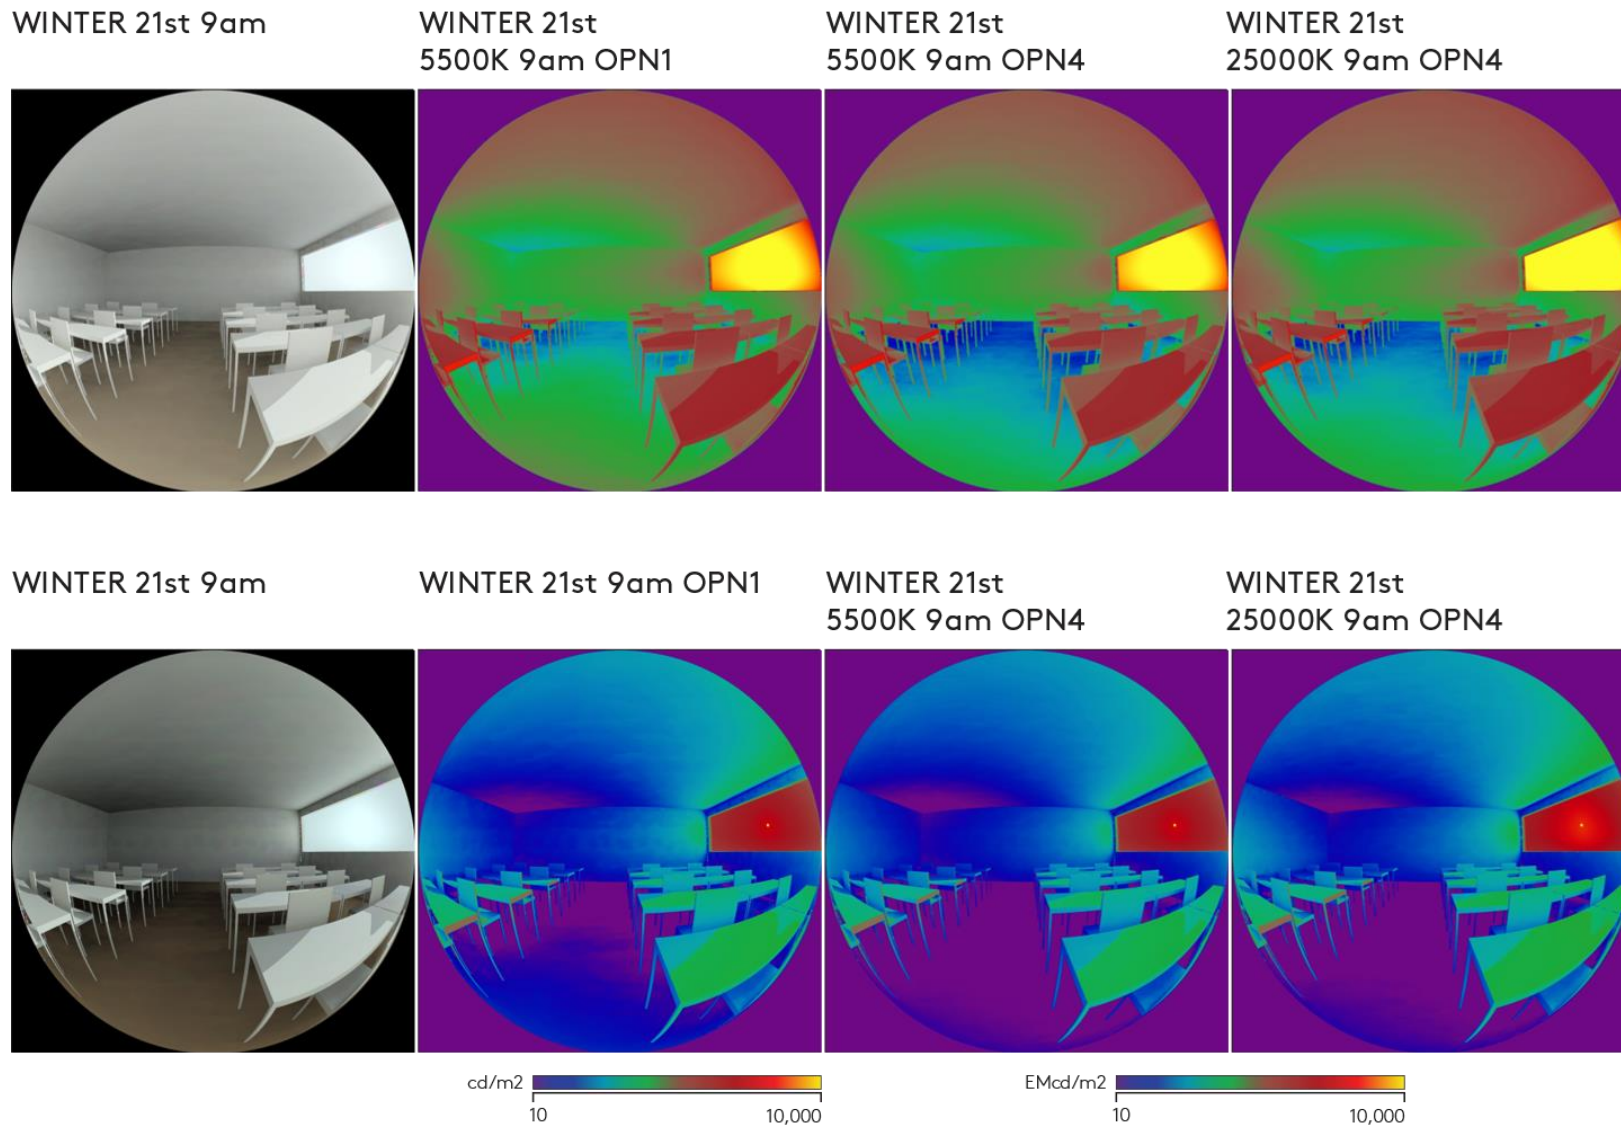 WINTER 21st 9am
WINTER 21st
5500K 9am OPN1
WINTER 21st
5500K 9am OPN4
WINTER 21st
25000K 9am OPN4
WINTER 21st 9am
WINTER 21st 9am OPN1
WINTER 21st
5500K 9am OPN4
WINTER 21st
25000K 9am OPN4
cd/m2
10
10,000
EMcd/m2
10
10,000